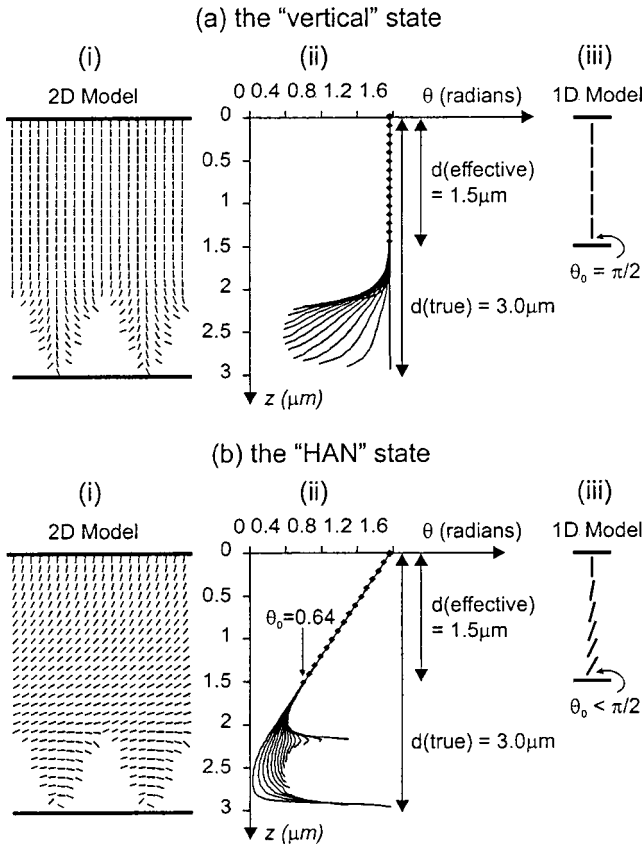 (a) the "vertical" state
(i)
(ii)
(iii)
2D Model
0 0.4 0.8 1.2 1.6
θ (radians)
1D Model
0
0.5
1
1.5
2
2.5
3
z (μm)
d(effective)
= 1.5μm
d(true) = 3.0μm
θ₀ = π/2
(b) the "HAN" state
(i)
(ii)
(iii)
2D Model
0 0.4 0.8 1.2 1.6
θ (radians)
1D Model
0
0.5
1
1.5
2
2.5
3
z (μm)
θ₀=0.64
d(effective)
= 1.5μm
d(true) = 3.0μm
θ₀ < π/2